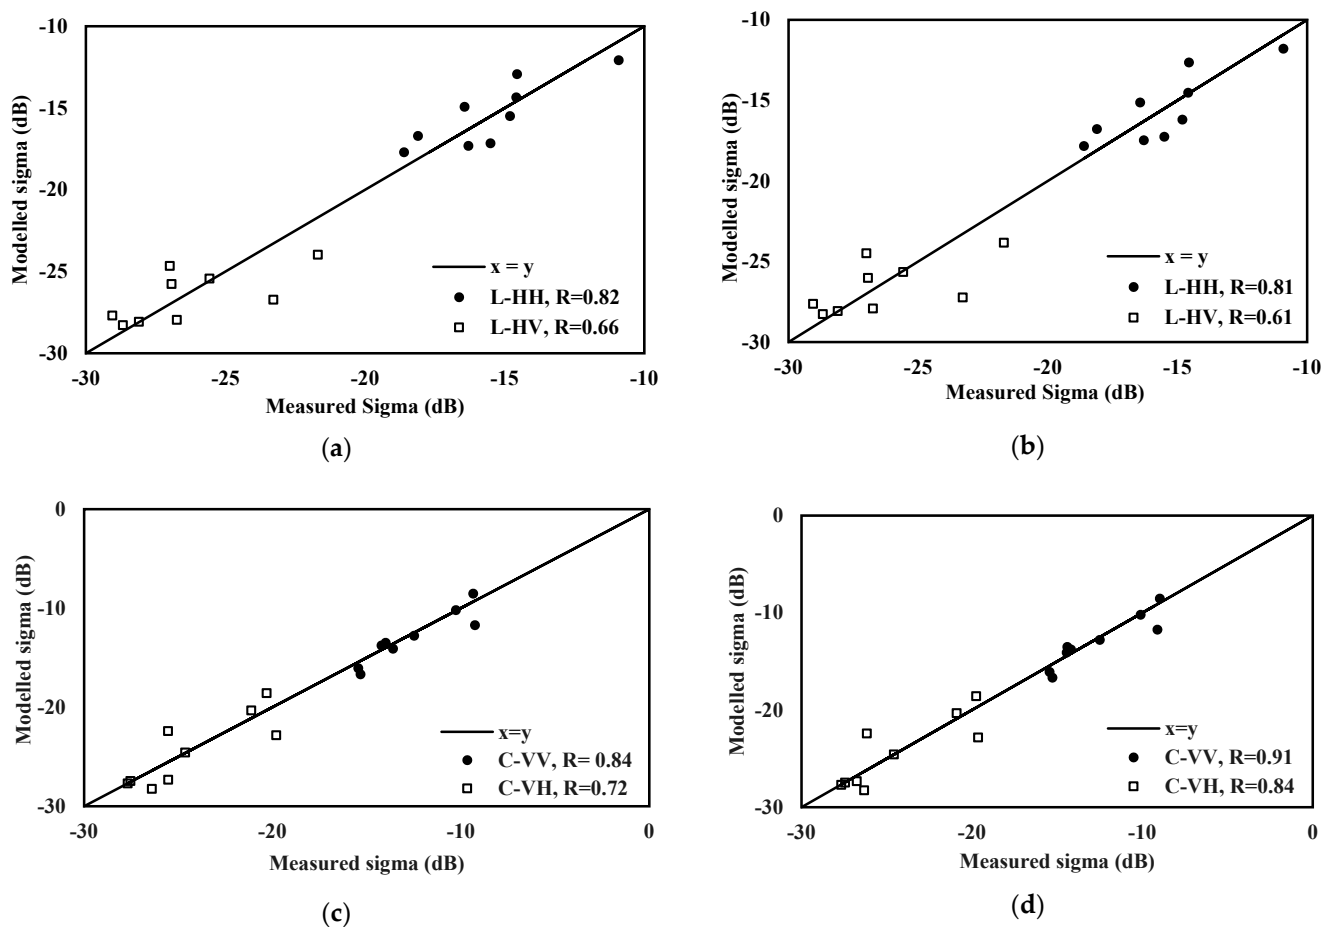 -10
-15
-20
-25
-30
-30 -25 -20 -15 -10
Modelled sigma (dB)
Measured Sigma (dB)
x = y
L-HH, R=0.82
L-HV, R=0.66
(a)
-10
-15
-20
-25
-30
-30 -25 -20 -15 -10
Modelled sigma (dB)
Measured Sigma (dB)
x = y
L-HH, R=0.81
L-HV, R=0.61
(b)
0
-10
-20
-30
-30 -20 -10 0
Modelled sigma (dB)
Measured sigma (dB)
x=y
C-VV, R= 0.84
C-VH, R=0.72
(c)
0
-10
-20
-30
-30 -20 -10 0
Modelled sigma (dB)
Measured sigma (dB)
x=y
C-VV, R=0.91
C-VH, R=0.84
(d)